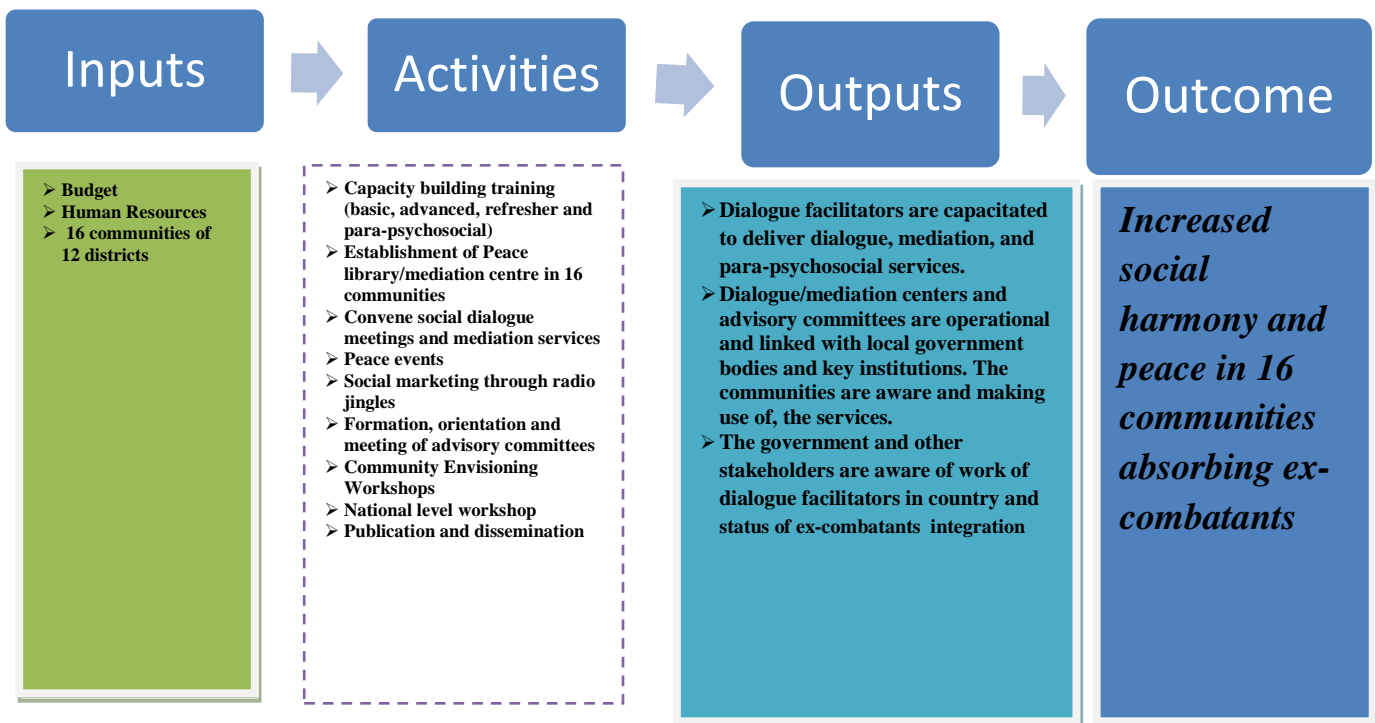 Inputs
Activities
Outputs
Outcome
➢ Budget
➢ Human Resources
➢ 16 communities of
12 districts
➢ Capacity building training
(basic, advanced, refresher and
para-psychosocial)
➢ Establishment of Peace
library/mediation centre in 16
communities
➢ Convene social dialogue
meetings and mediation services
➢ Peace events
➢ Social marketing through radio
jingles
➢ Formation, orientation and
meeting of advisory committees
➢ Community Envisioning
Workshops
➢ National level workshop
➢ Publication and dissemination
➢ Dialogue facilitators are capacitated
to deliver dialogue, mediation, and
para-psychosocial services.
➢ Dialogue/mediation centers and
advisory committees are operational
and linked with local government
bodies and key institutions. The
communities are aware and making
use of, the services.
➢ The government and other
stakeholders are aware of work of
dialogue facilitators in country and
status of ex-combatants integration
Increased
social
harmony and
peace in 16
communities
absorbing ex-
combatants